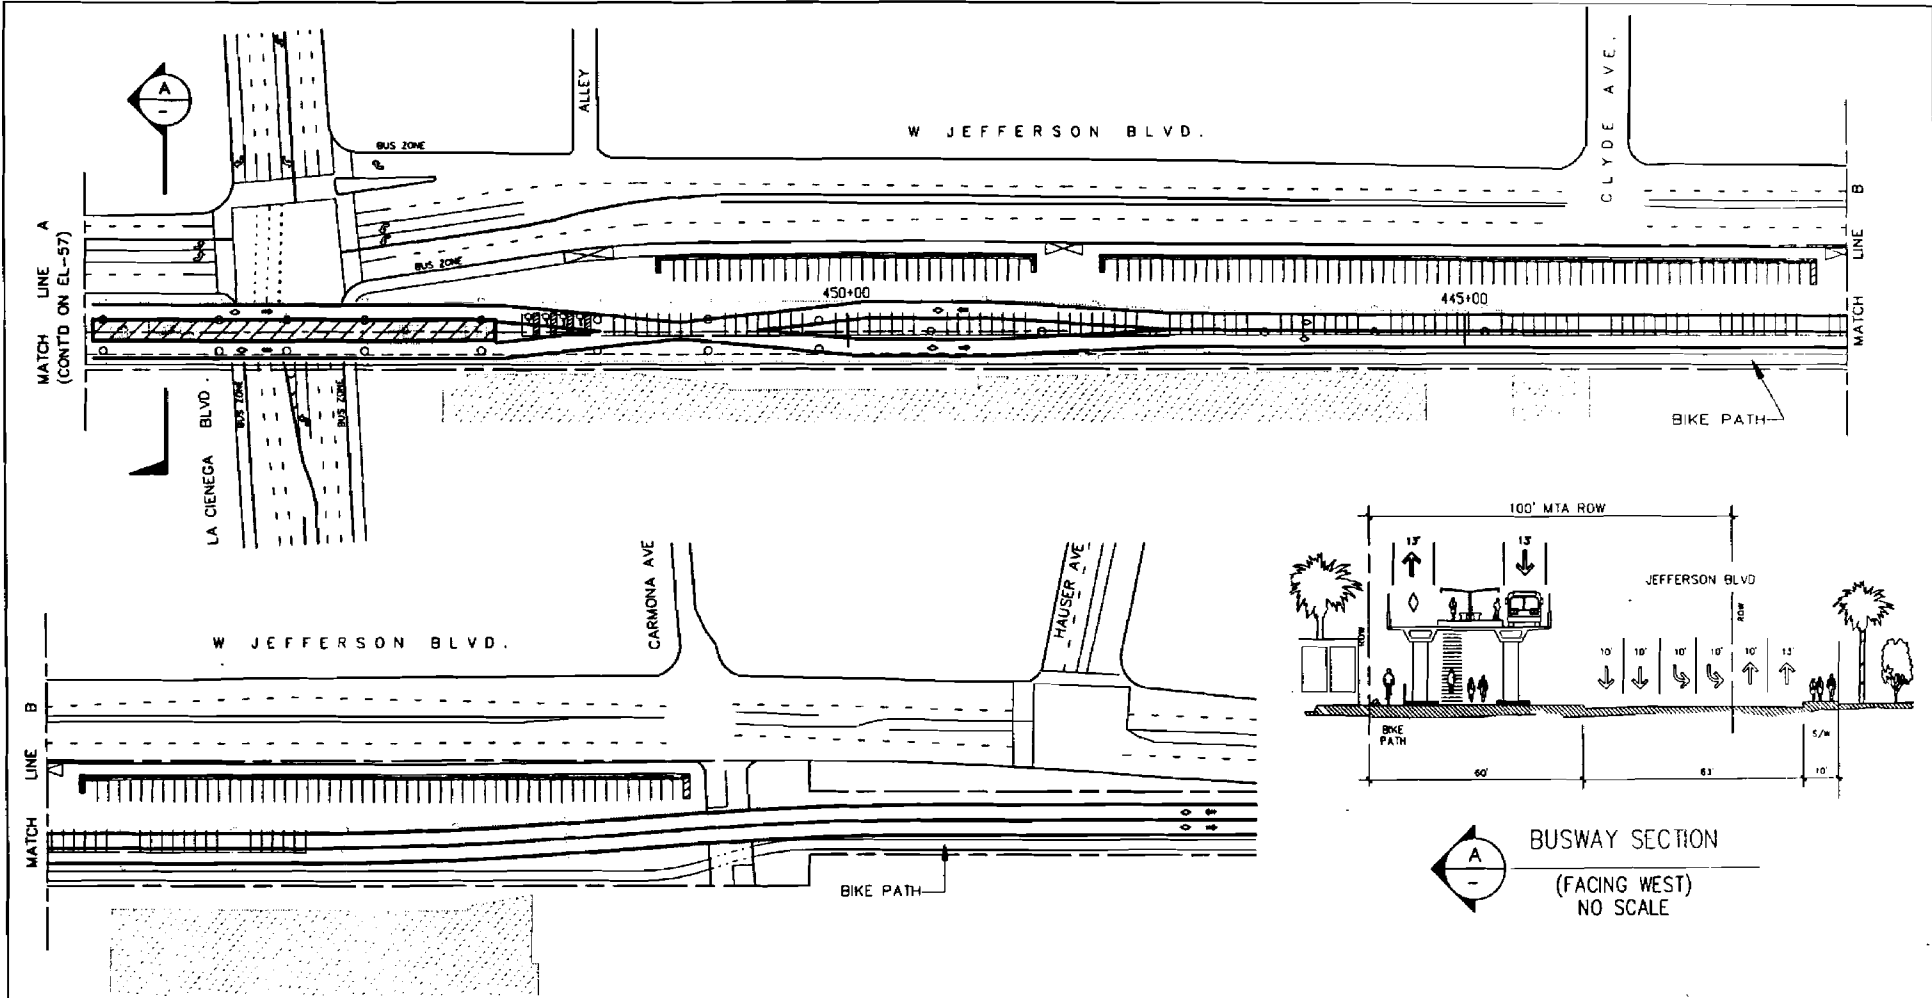 A
-
ALLEY
BUS ZONE
W JEFFERSON BLVD.
CLYDE AVE.
MATCH LINE A
(CONTD ON EL-57)
BUS ZONE
450+00
445+00
MATCH LINE B
LA CIENEGA BLVD.
BUS ZONE
BUS ZONE
BIKE PATH
100' MTA ROW
13'
13'
JEFFERSON BLVD
ROW
ROW
10'
10'
10'
10'
10'
13'
BIKE
PATH
S/W
60'
63'
10'
CARMONA AVE
HAUSER AVE
W JEFFERSON BLVD.
MATCH LINE B
BIKE PATH
A
-
BUSWAY SECTION
(FACING WEST)
NO SCALE